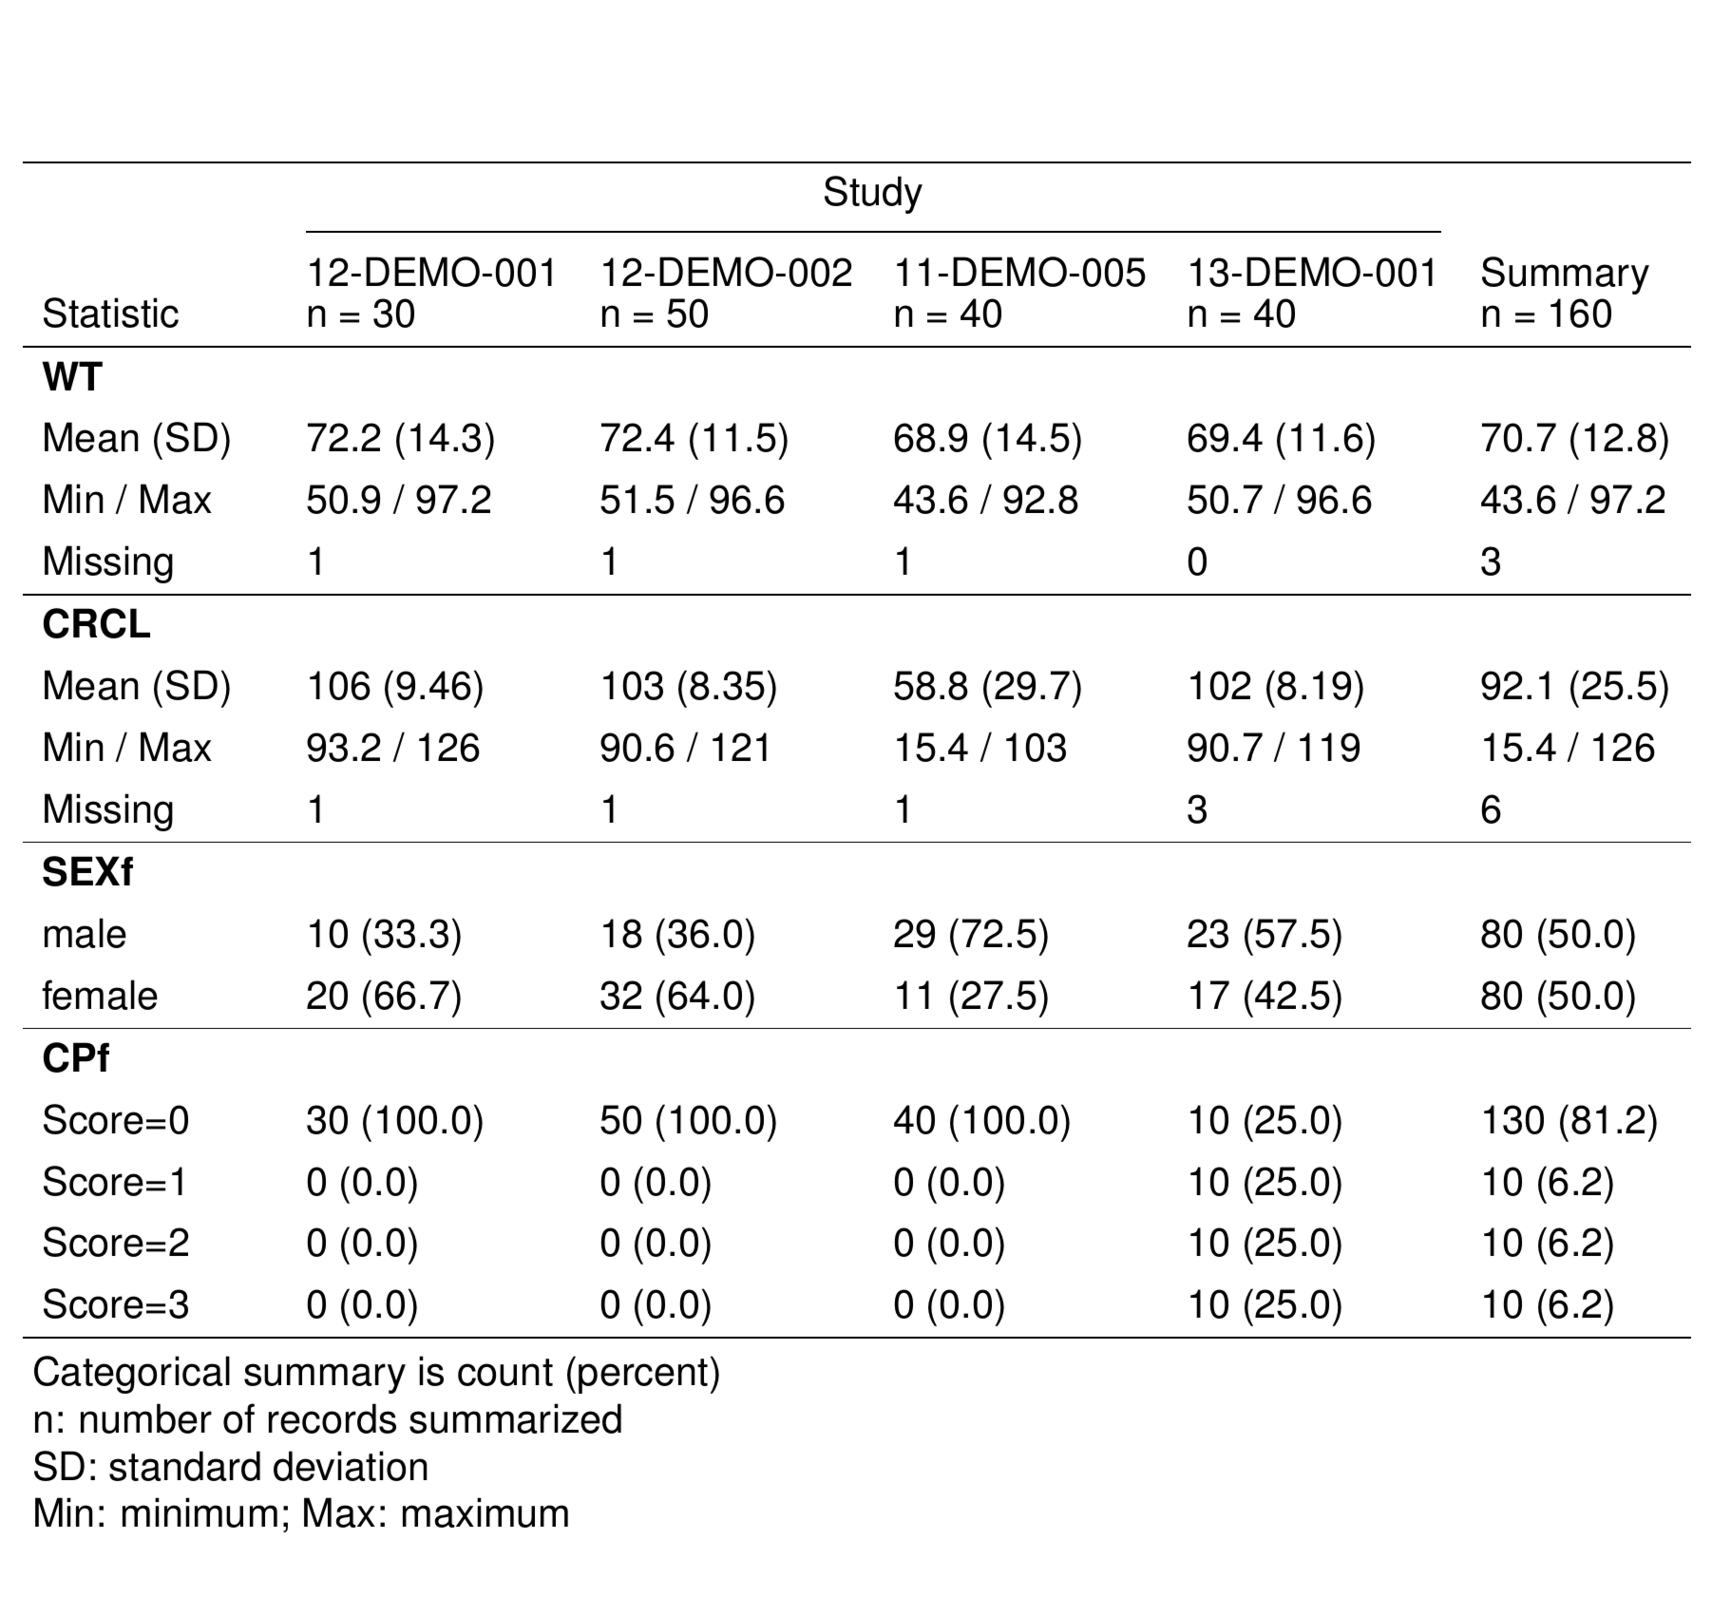 Study
12-DEMO-001 12-DEMO-002 11-DEMO-005 13-DEMO-001 Summary
Statistic n = 30 n = 50 n = 40 n = 40 n = 160
WT
Mean (SD) 72.2 (14.3) 72.4 (11.5) 68.9 (14.5) 69.4 (11.6) 70.7 (12.8)
Min / Max 50.9 / 97.2 51.5 / 96.6 43.6 / 92.8 50.7 / 96.6 43.6 / 97.2
Missing 1 1 1 0 3
CRCL
Mean (SD) 106 (9.46) 103 (8.35) 58.8 (29.7) 102 (8.19) 92.1 (25.5)
Min / Max 93.2 / 126 90.6 / 121 15.4 / 103 90.7 / 119 15.4 / 126
Missing 1 1 1 3 6
SEXf
male 10 (33.3) 18 (36.0) 29 (72.5) 23 (57.5) 80 (50.0)
female 20 (66.7) 32 (64.0) 11 (27.5) 17 (42.5) 80 (50.0)
CPf
Score=0 30 (100.0) 50 (100.0) 40 (100.0) 10 (25.0) 130 (81.2)
Score=1 0 (0.0) 0 (0.0) 0 (0.0) 10 (25.0) 10 (6.2)
Score=2 0 (0.0) 0 (0.0) 0 (0.0) 10 (25.0) 10 (6.2)
Score=3 0 (0.0) 0 (0.0) 0 (0.0) 10 (25.0) 10 (6.2)
Categorical summary is count (percent)
n: number of records summarized
SD: standard deviation
Min: minimum; Max: maximum